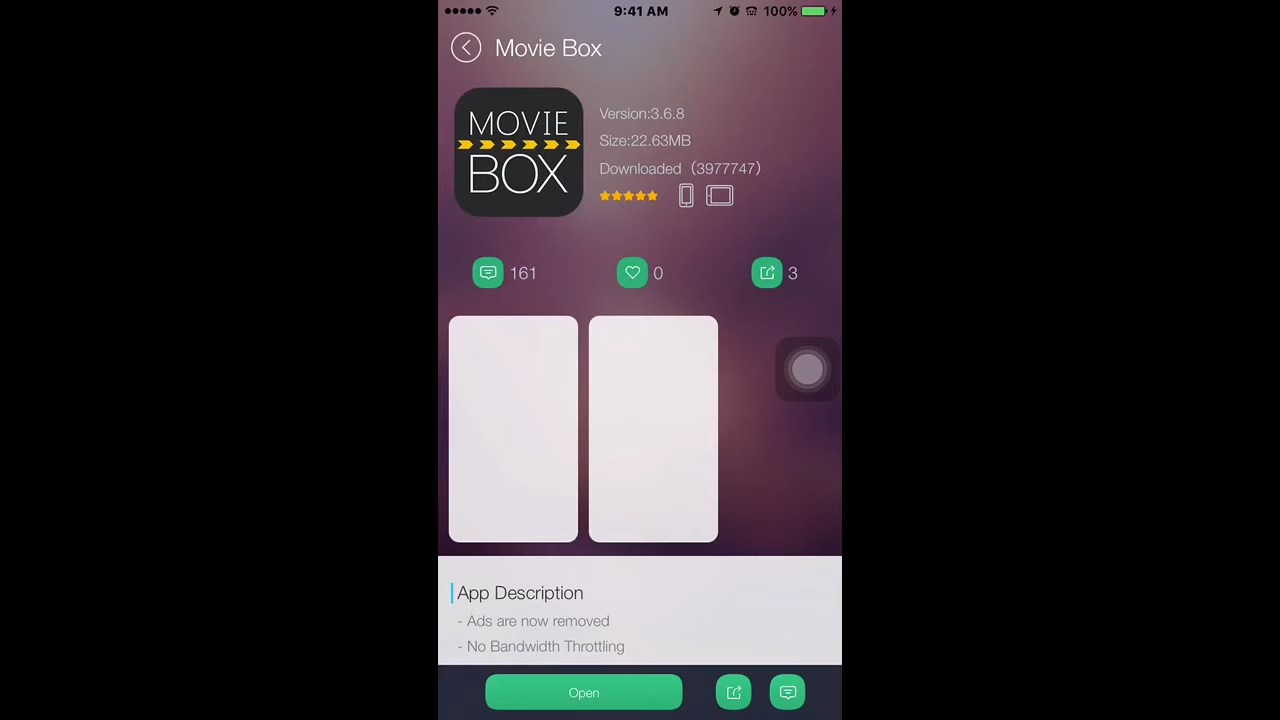 9:41 AM
100%
Movie Box
MOVIE
BOX
Version:3.6.8
Size:22.63MB
Downloaded（3977747）
161
0
3
App Description
- Ads are now removed
- No Bandwidth Throttling
Open